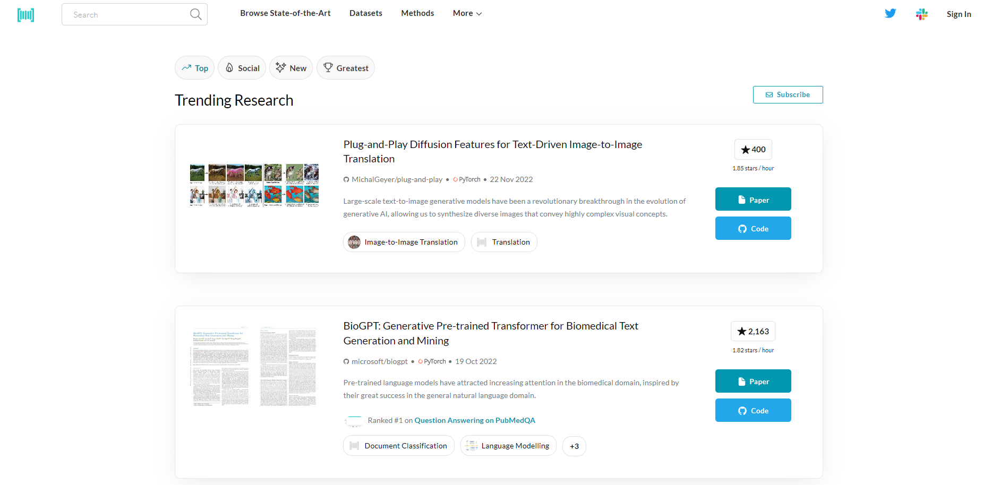 Search
Browse State-of-the-Art
Datasets
Methods
More
Sign In
Top
Social
New
Greatest
Trending Research
Subscribe
Plug-and-Play Diffusion Features for Text-Driven Image-to-Image
Translation
MichalGeyer/plug-and-play • PyTorch • 22 Nov 2022
Large-scale text-to-image generative models have been a revolutionary breakthrough in the evolution of
generative AI, allowing us to synthesize diverse images that convey highly complex visual concepts.
Image-to-Image Translation
Translation
400
1.85 stars / hour
Paper
Code
BioGPT: Generative Pre-trained Transformer for Biomedical Text
Generation and Mining
microsoft/biogpt • PyTorch • 19 Oct 2022
Pre-trained language models have attracted increasing attention in the biomedical domain, inspired by
their great success in the general natural language domain.
Ranked #1 on Question Answering on PubMedQA
Document Classification
Language Modelling
+3
2,163
1.82 stars / hour
Paper
Code